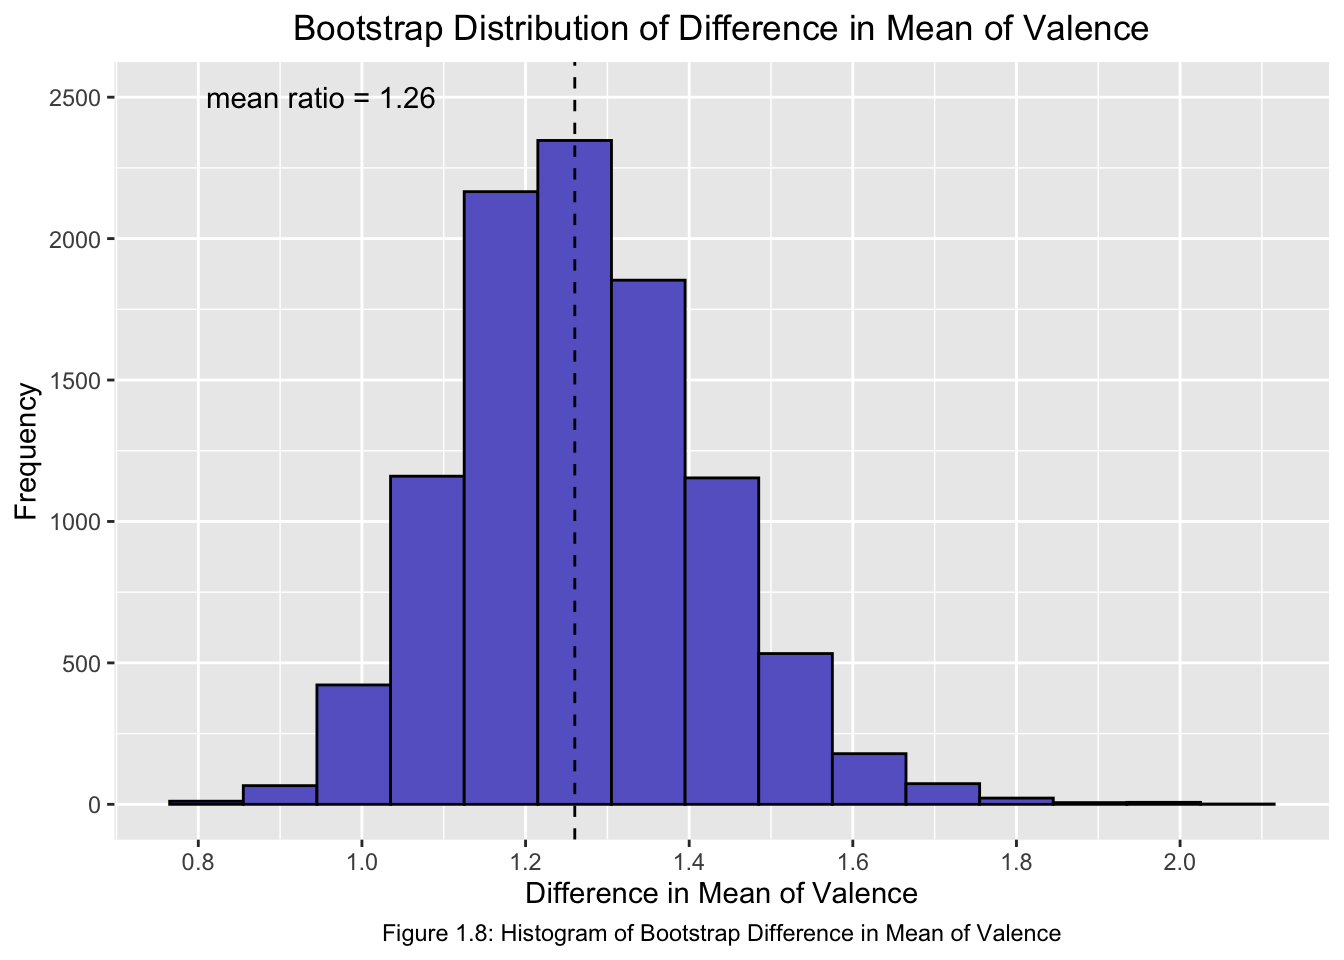 Bootstrap Distribution of Difference in Mean of Valence
mean ratio = 1.26
Frequency
2500
2000
1500
1000
500
0
0.8 1.0 1.2 1.4 1.6 1.8 2.0
Difference in Mean of Valence
Figure 1.8: Histogram of Bootstrap Difference in Mean of Valence